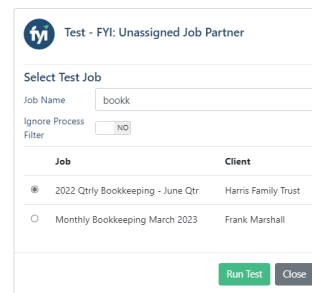 fyi
Test - FYI: Unassigned Job Partner
Select Test Job
Job Name bookk
Ignore Process Filter NO
Job Client
2022 Qtrly Bookkeeping - June Qtr Harris Family Trust
Monthly Bookkeeping March 2023 Frank Marshall
Run Test Close